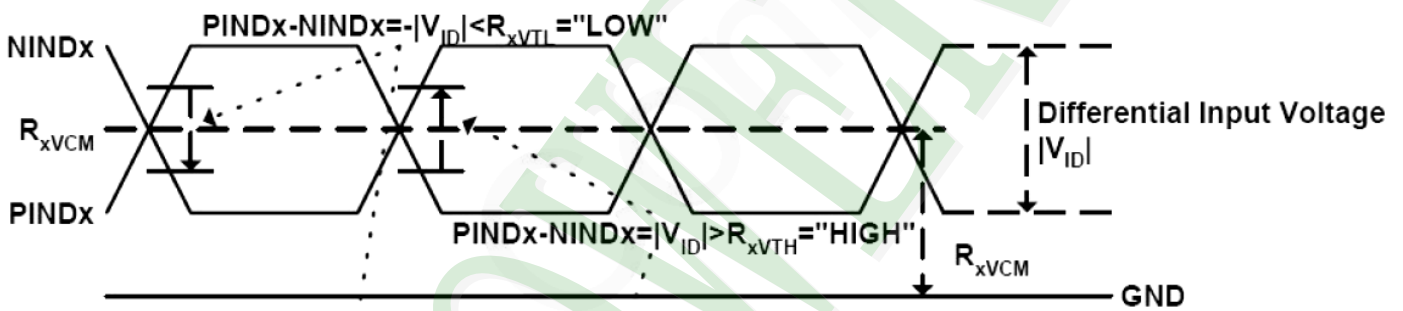 PINDx-NINDx=-|VID|<RxVTL="LOW"
NINDx
RxVCM
Differential Input Voltage
|VID|
PINDx
PINDx-NINDx=|VID|>RxVTH="HIGH"
RxVCM
GND